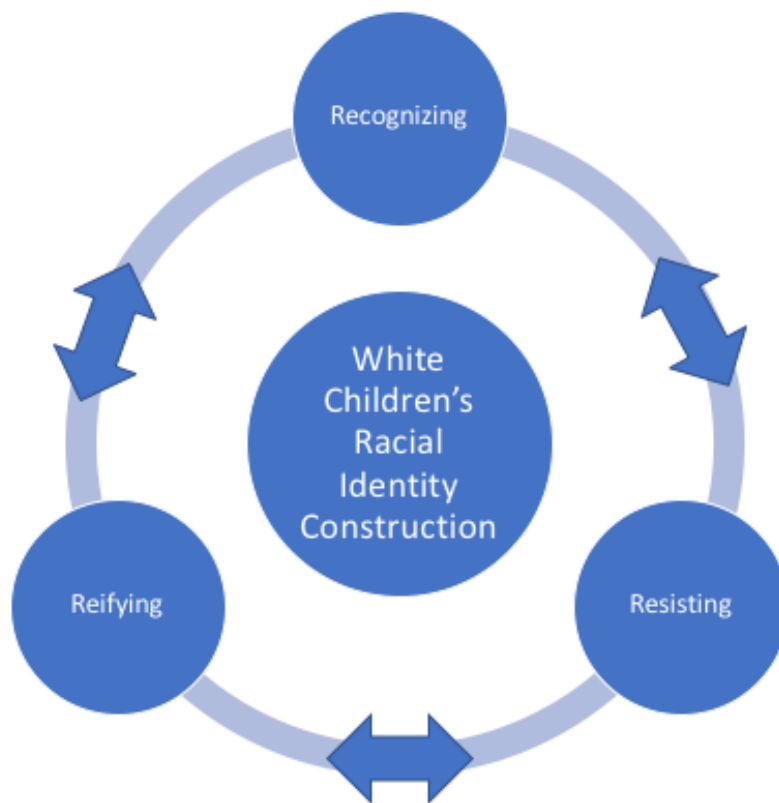 Recognizing
White
Children’s
Racial
Identity
Construction
Reifying
Resisting